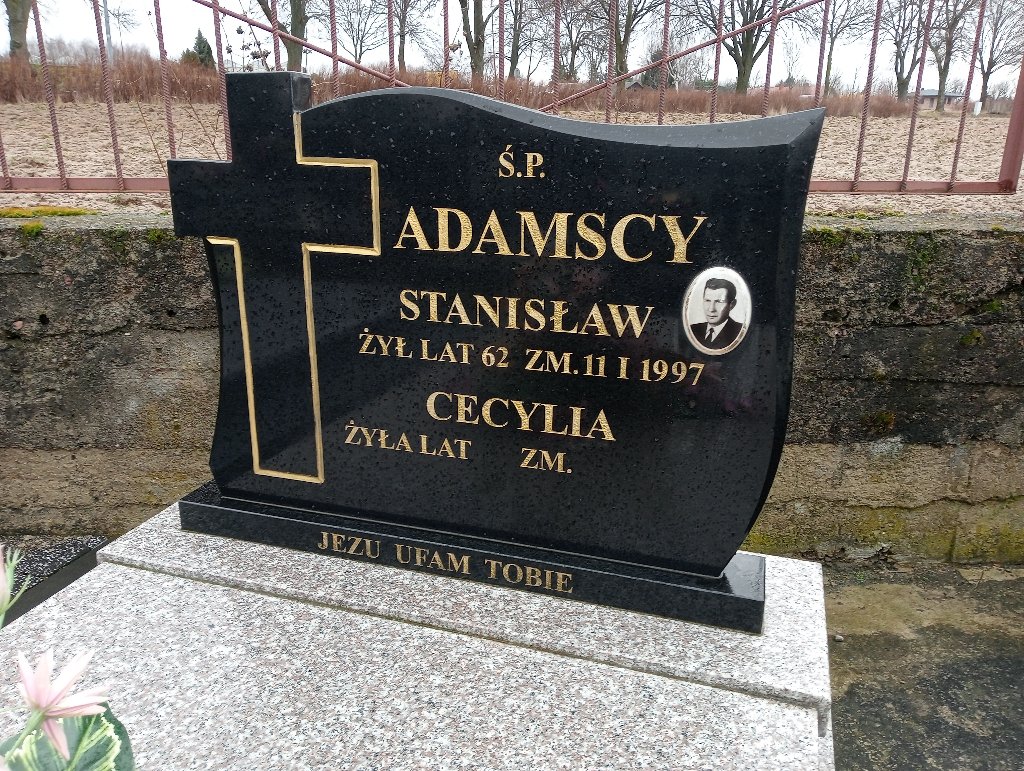 Ś.P.
ADAMSCY
STANISŁAW
ŻYŁ LAT 62 ZM. 11 I 1997
CECYLIA
ŻYŁA LAT ZM.
JEZU UFAM TOBIE